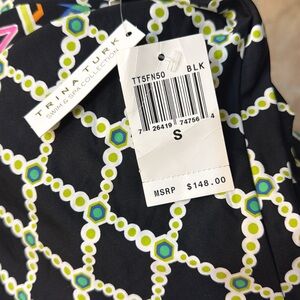 TRINA TURK
SWIM & SPA COLLECTION
TT5FN50 BLK
7 26419 74756 4
S
MSRP $148.00